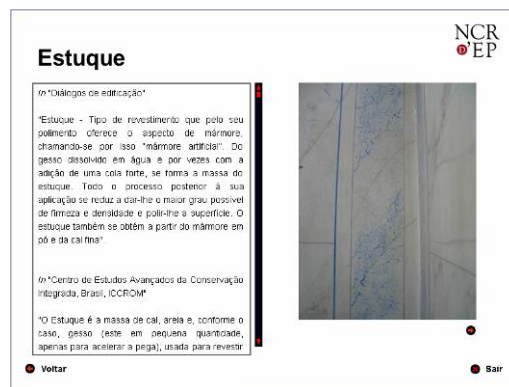 NCR
D'EP
Estuque
In "Diálogos de edificação"
"Estuque - Tipo de revestimento que pelo seu
polimento oferece o aspecto de mármore,
chamando-se por isso "mármore artificial". Do
gesso dissolvido em água e por vezes com a
adição de uma cola forte, se forma a massa do
estuque. Todo o processo posterior à sua
aplicação se reduz a dar-lhe o maior grau possível
de firmeza e densidade e polir-lhe a superfície. O
estuque também se obtém a partir do mármore em
pó e da cal fina".
In "Centro de Estudos Avançados da Conservação
Integrada, Brasil, ICCROM"
"O Estuque é a massa de cal, areia e, conforme o
caso, gesso (este em pequena quantidade,
apenas para acelerar a pega), usada para revestir
Voltar
Sair